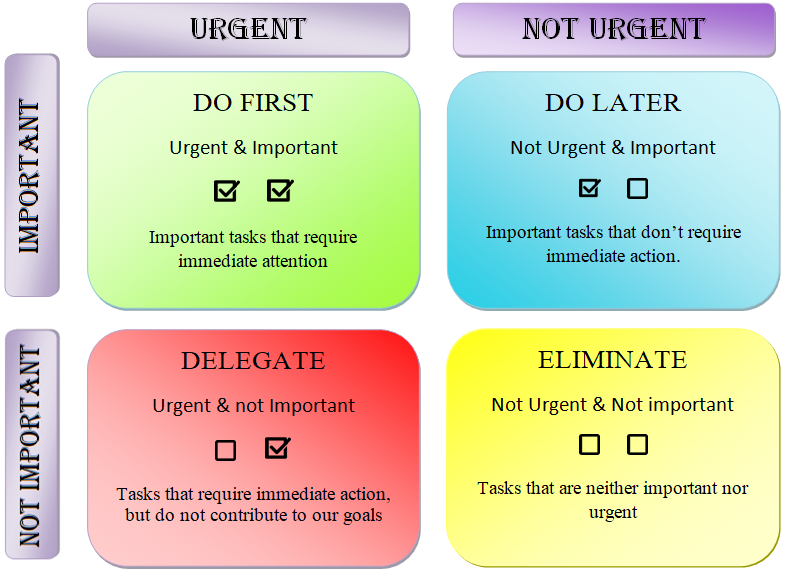 URGENT
NOT URGENT
IMPORTANT
DO FIRST
Urgent & Important
Important tasks that require
immediate attention
DO LATER
Not Urgent & Important
Important tasks that don’t require
immediate action.
NOT IMPORTANT
DELEGATE
Urgent & not Important
Tasks that require immediate action,
but do not contribute to our goals
ELIMINATE
Not Urgent & Not important
Tasks that are neither important nor
urgent